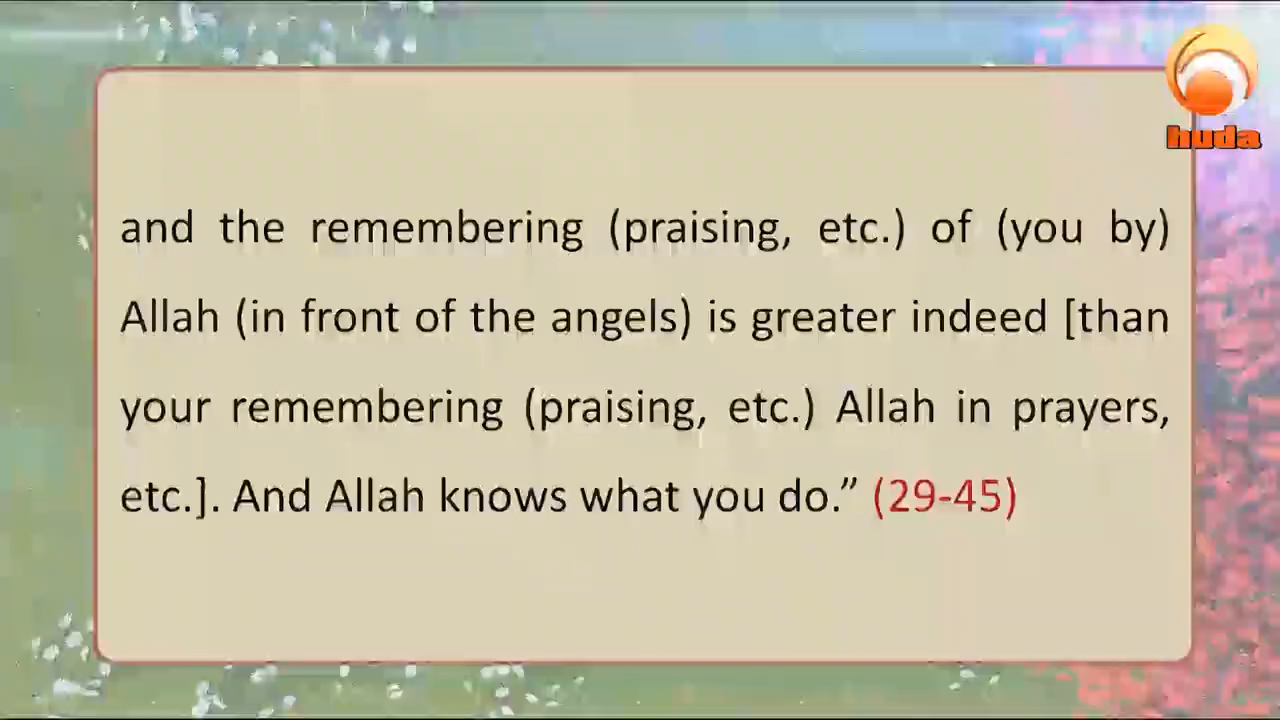 huda
and the remembering (praising, etc.) of (you by)
Allah (in front of the angels) is greater indeed [than
your remembering (praising, etc.) Allah in prayers,
etc.]. And Allah knows what you do.” (29-45)